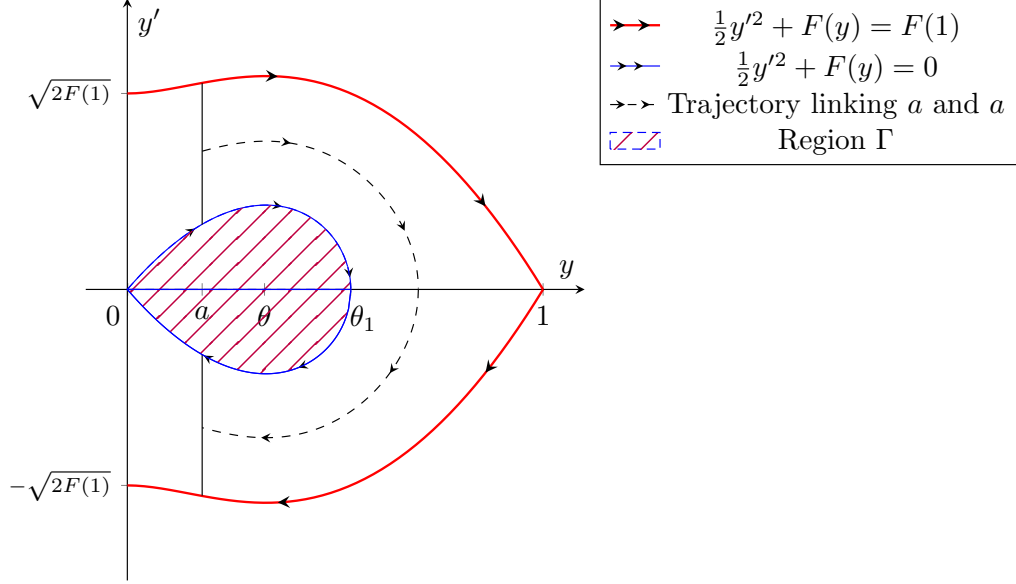 y′
½y′² + F(y) = F(1)
½y′² + F(y) = 0
Trajectory linking a and a
Region Γ
√2F(1)
y
0
a
θ
θ₁
1
−√2F(1)